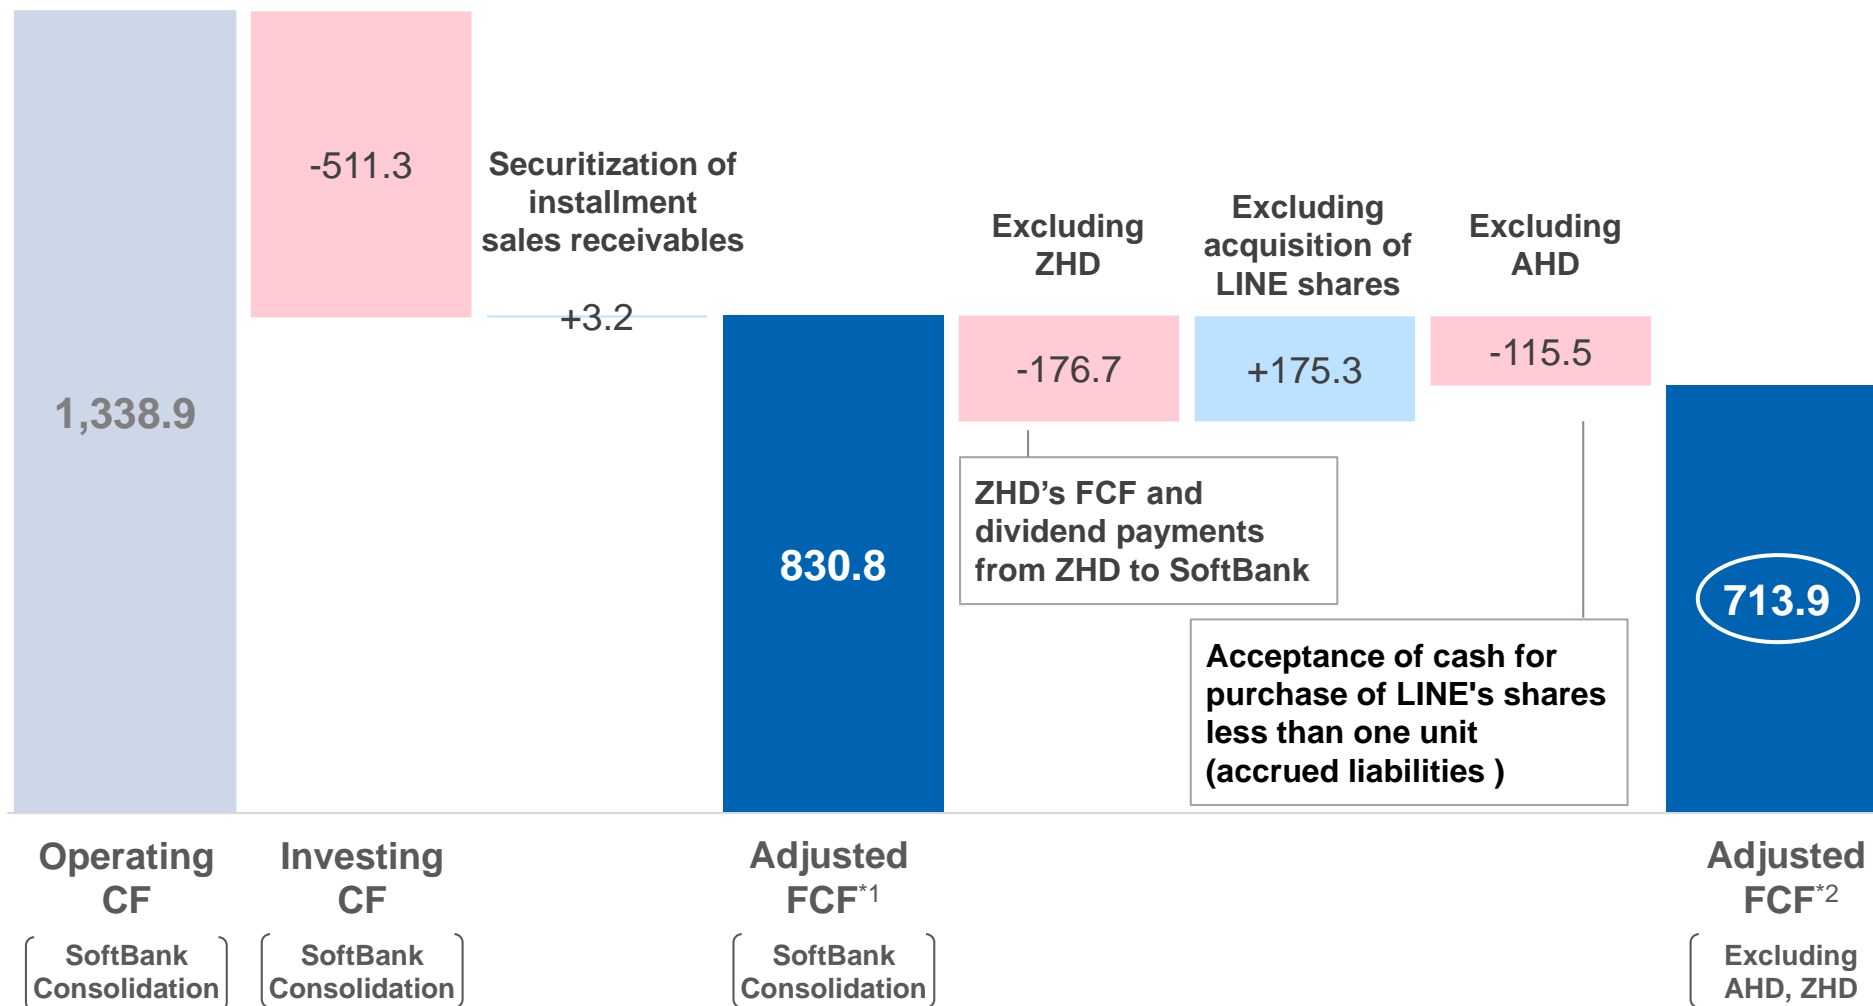 -511.3
Securitization of
installment
sales receivables
+3.2
Excluding
ZHD
Excluding
acquisition of
LINE shares
Excluding
AHD
-176.7
+175.3
-115.5
1,338.9
830.8
713.9
ZHD’s FCF and
dividend payments
from ZHD to SoftBank
Acceptance of cash for
purchase of LINE's shares
less than one unit
(accrued liabilities )
Operating
CF
SoftBank
Consolidation
Investing
CF
SoftBank
Consolidation
Adjusted
FCF*1
SoftBank
Consolidation
Adjusted
FCF*2
Excluding
AHD, ZHD